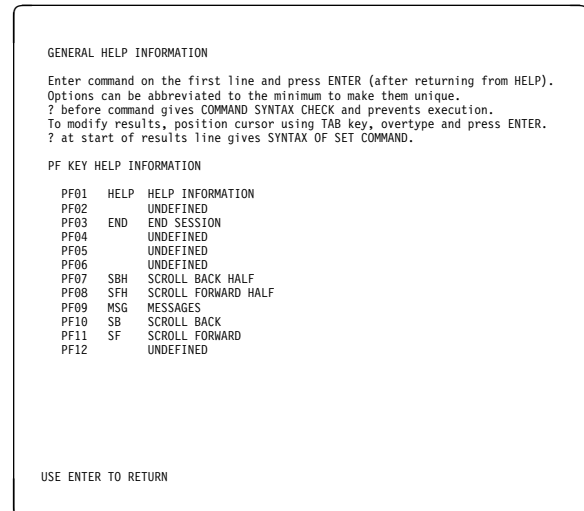 GENERAL HELP INFORMATION
Enter command on the first line and press ENTER (after returning from HELP).
Options can be abbreviated to the minimum to make them unique.
? before command gives COMMAND SYNTAX CHECK and prevents execution.
To modify results, position cursor using TAB key, overtype and press ENTER.
? at start of results line gives SYNTAX OF SET COMMAND.
PF KEY HELP INFORMATION
PF01 HELP HELP INFORMATION
PF02 UNDEFINED
PF03 END END SESSION
PF04 UNDEFINED
PF05 UNDEFINED
PF06 UNDEFINED
PF07 SBH SCROLL BACK HALF
PF08 SFH SCROLL FORWARD HALF
PF09 MSG MESSAGES
PF10 SB SCROLL BACK
PF11 SF SCROLL FORWARD
PF12 UNDEFINED
USE ENTER TO RETURN